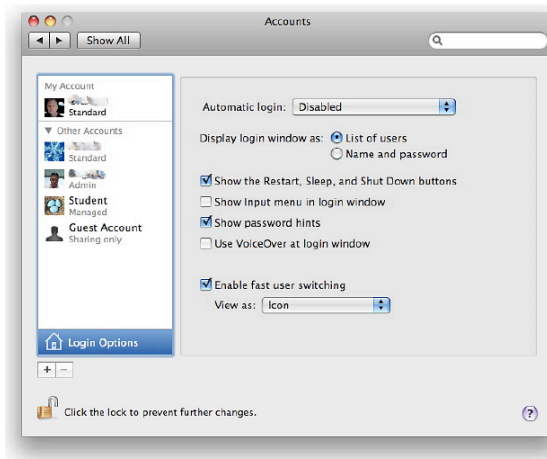 Accounts
Show All
My Account
Standard
Other Accounts
Standard
Admin
Student
Managed
Guest Account
Sharing only
Login Options
+ −
Automatic login: Disabled
Display login window as: List of users
Name and password
Show the Restart, Sleep, and Shut Down buttons
Show Input menu in login window
Show password hints
Use VoiceOver at login window
Enable fast user switching
View as: Icon
Click the lock to prevent further changes.
?